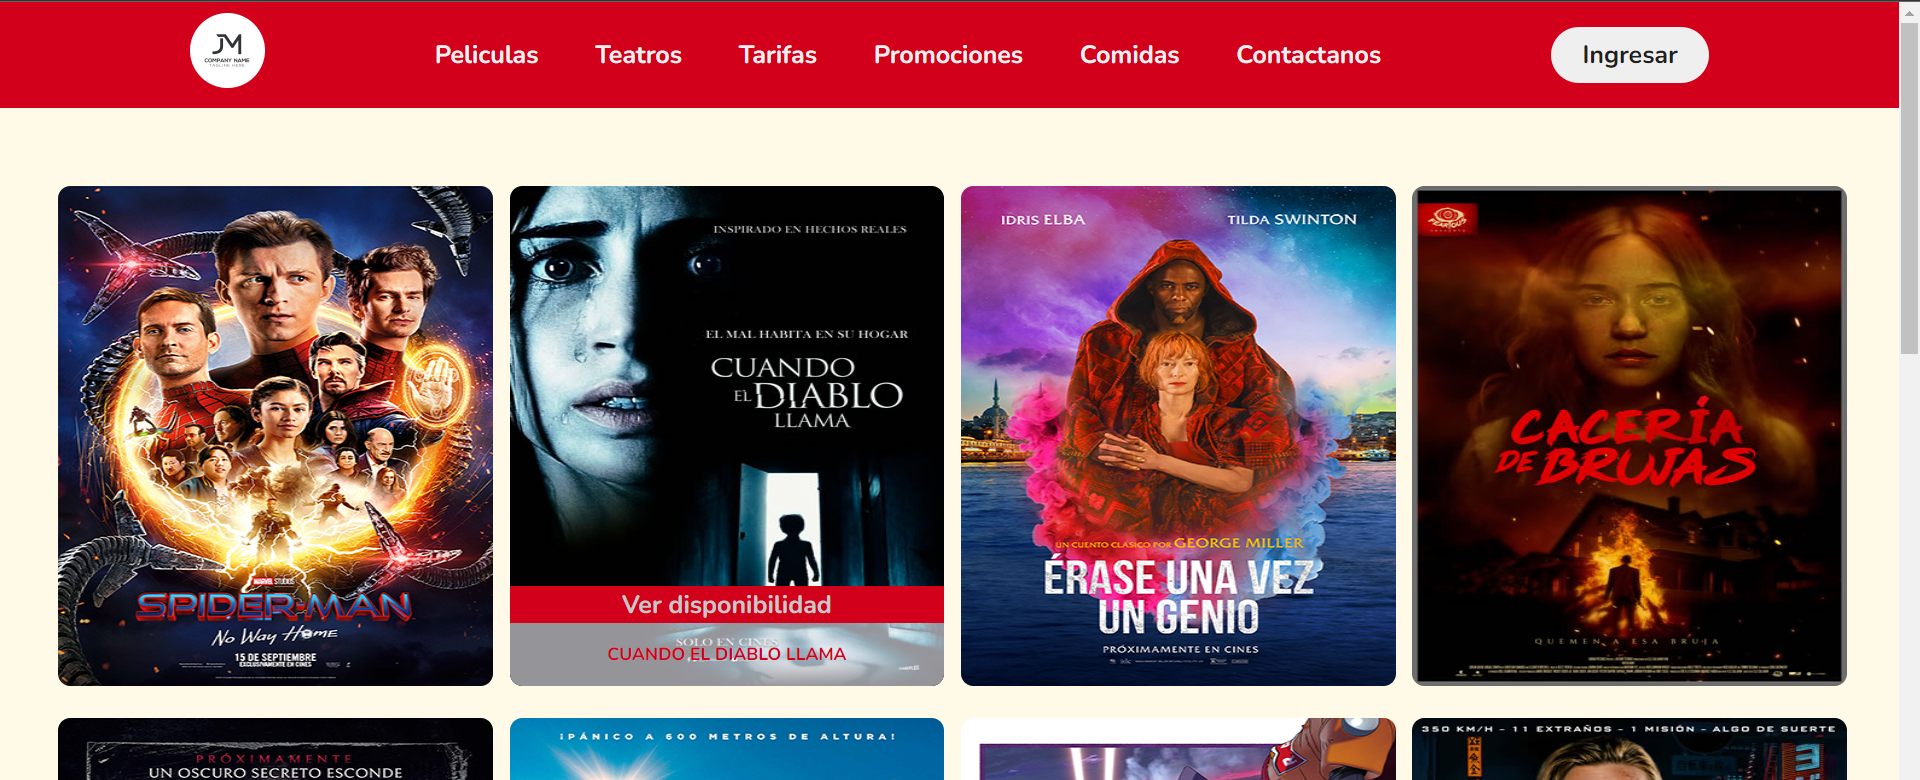 JM
COMPANY NAME
TAGLINE HERE
Peliculas
Teatros
Tarifas
Promociones
Comidas
Contactanos
Ingresar
MARVEL STUDIOS
SPIDER-MAN
No Way Home
15 DE SEPTIEMBRE
EXCLUSIVAMENTE EN CINES
INSPIRADO EN HECHOS REALES
EL MAL HABITA EN SU HOGAR
CUANDO
EL DIABLO
LLAMA
Ver disponibilidad
SOLO EN CINES
CUANDO EL DIABLO LLAMA
IDRIS ELBA
TILDA SWINTON
UN CUENTO CLÁSICO POR GEORGE MILLER
ÉRASE UNA VEZ
UN GENIO
PRÓXIMAMENTE EN CINES
CACERÍA
DE BRUJAS
QUEMEN A ESA BRUJA
PRÓXIMAMENTE
UN OSCURO SECRETO ESCONDE
¡PÁNICO A 600 METROS DE ALTURA!
350 KM/H - 11 EXTRAÑOS - 1 MISIÓN - ALGO DE SUERTE